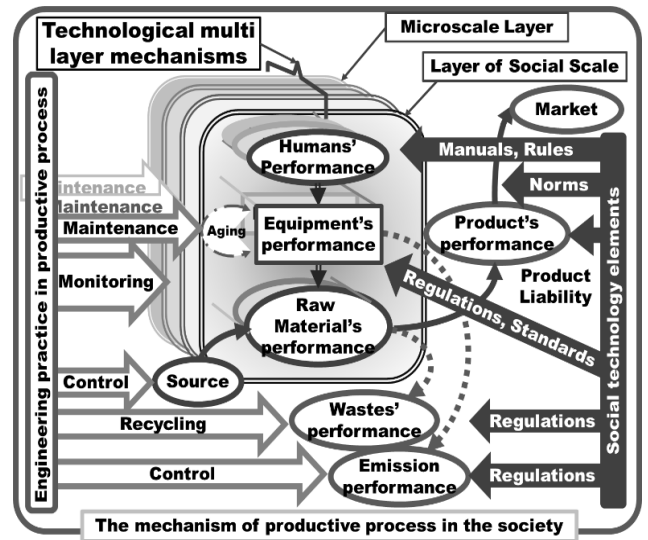 Technological multi
layer mechanisms
Microscale Layer
Layer of Social Scale
Market
Humans'
Performance
Manuals, Rules
Norms
Engineering practice in productive process
intenance
Maintenance
Maintenance
Aging
Equipment's
performance
Product's
performance
Social technology elements
Monitoring
Product
Liability
Regulations, Standards
Raw
Material's
performance
Control
Source
Recycling
Wastes'
performance
Regulations
Control
Emission
performance
Regulations
The mechanism of productive process in the society